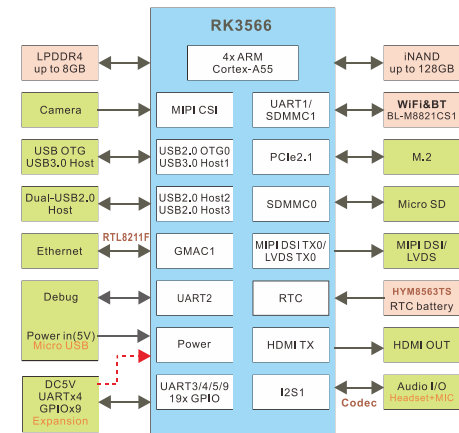 RK3566
LPDDR4
up to 8GB
4x ARM
Cortex-A55
iNAND
up to 128GB
Camera
MIPI CSI
UART1/
SDMMC1
WiFi&BT
BL-M8821CS1
USB OTG
USB3.0 Host
USB2.0 OTG0
USB3.0 Host1
PCIe2.1
M.2
Dual-USB2.0
Host
USB2.0 Host2
USB2.0 Host3
SDMMC0
Micro SD
Ethernet
RTL8211F
GMAC1
MIPI DSI TX0/
LVDS TX0
MIPI DSI/
LVDS
Debug
UART2
RTC
HYM8563TS
RTC battery
Power in(5V)
Micro USB
Power
HDMI TX
HDMI OUT
DC5V
UARTx4
GPIOx9
Expansion
UART3/4/5/9
19x GPIO
I2S1
Codec
Audio I/O
Headset+MIC